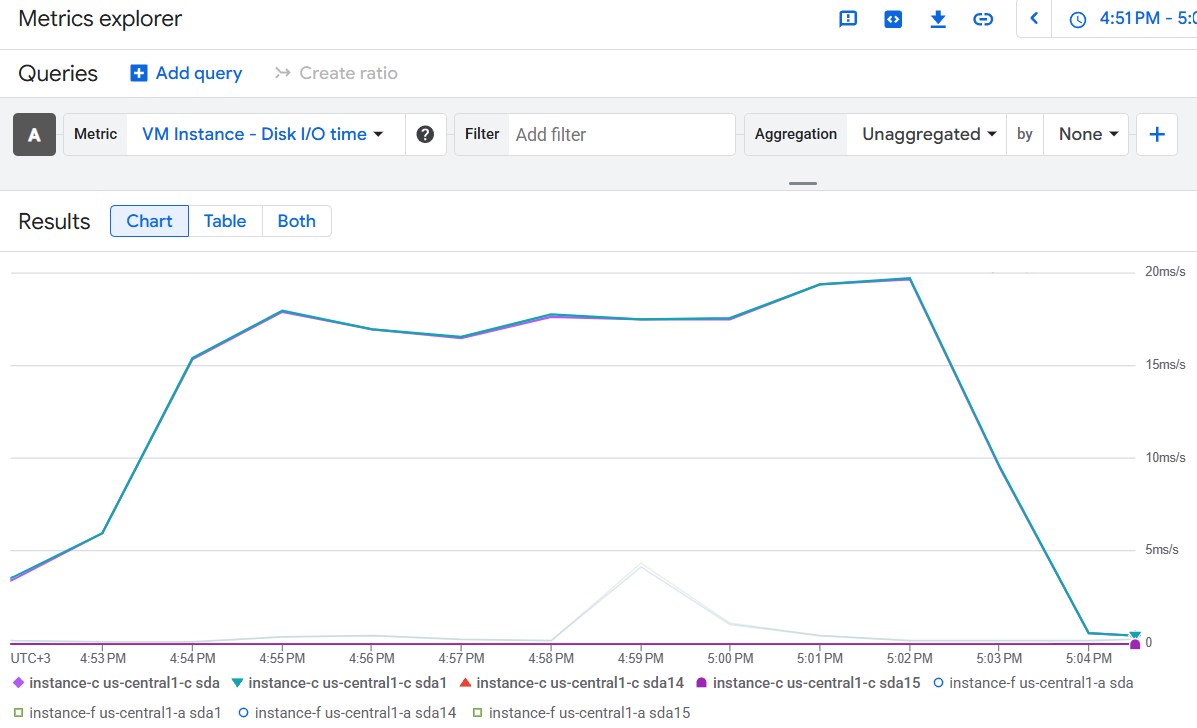 Metrics explorer
4:51 PM - 5:0
Queries Add query Create ratio
A Metric VM Instance - Disk I/O time ? Filter Add filter Aggregation Unaggregated by None
Results Chart Table Both
20ms/s
15ms/s
10ms/s
5ms/s
0
UTC+3 4:53 PM 4:54 PM 4:55 PM 4:56 PM 4:57 PM 4:58 PM 4:59 PM 5:00 PM 5:01 PM 5:02 PM 5:03 PM 5:04 PM
instance-c us-central1-c sda instance-c us-central1-c sda1 instance-c us-central1-c sda14 instance-c us-central1-c sda15 instance-f us-central1-a sda
instance-f us-central1-a sda1 instance-f us-central1-a sda14 instance-f us-central1-a sda15